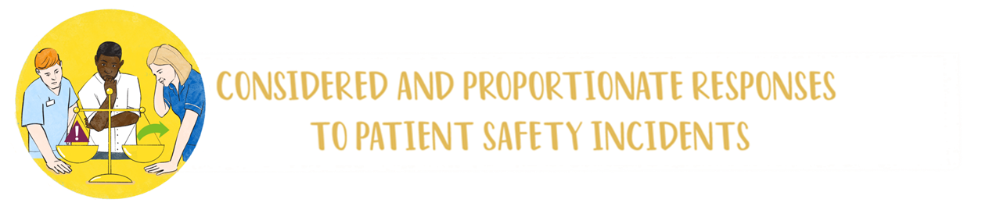 CONSIDERED AND PROPORTIONATE RESPONSES
TO PATIENT SAFETY INCIDENTS
!